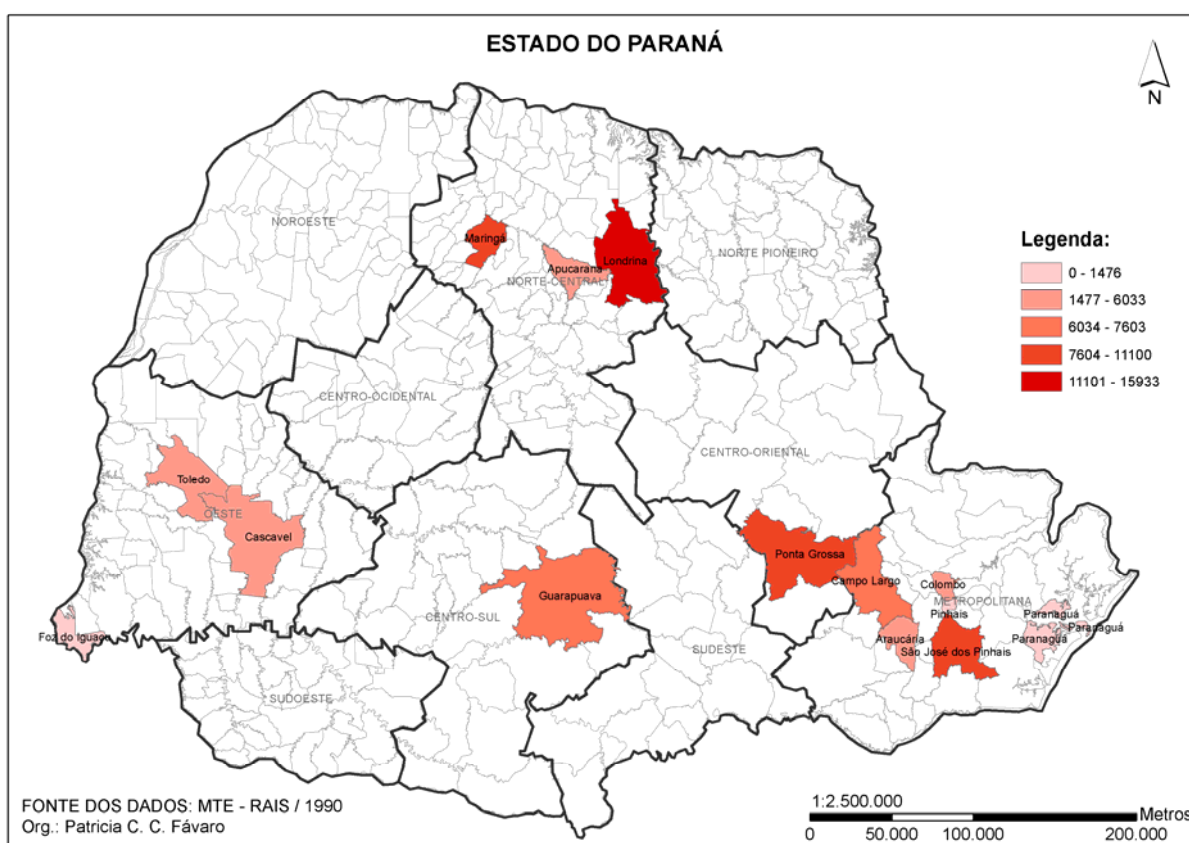 ESTADO DO PARANÁ
N
NOROESTE
Maringá
Apucarana
Londrina
NORTE-CENTRAL
NORTE PIONEIRO
Legenda:
0 - 1476
1477 - 6033
6034 - 7603
7604 - 11100
11101 - 15933
CENTRO-OCIDENTAL
CENTRO-ORIENTAL
Toledo
OESTE
Cascavel
Ponta Grossa
Campo Largo
Colombo
METROPOLITANA
Guarapuava
CENTRO-SUL
Pinhais
Paranaguá
Paranaguá
Paranaguá
Foz do Iguaçu
Araucária
São José dos Pinhais
SUDESTE
SUDOESTE
FONTE DOS DADOS: MTE - RAIS / 1990
Org.: Patricia C. C. Fávaro
1:2.500.000
Metros
0 50.000 100.000 200.000